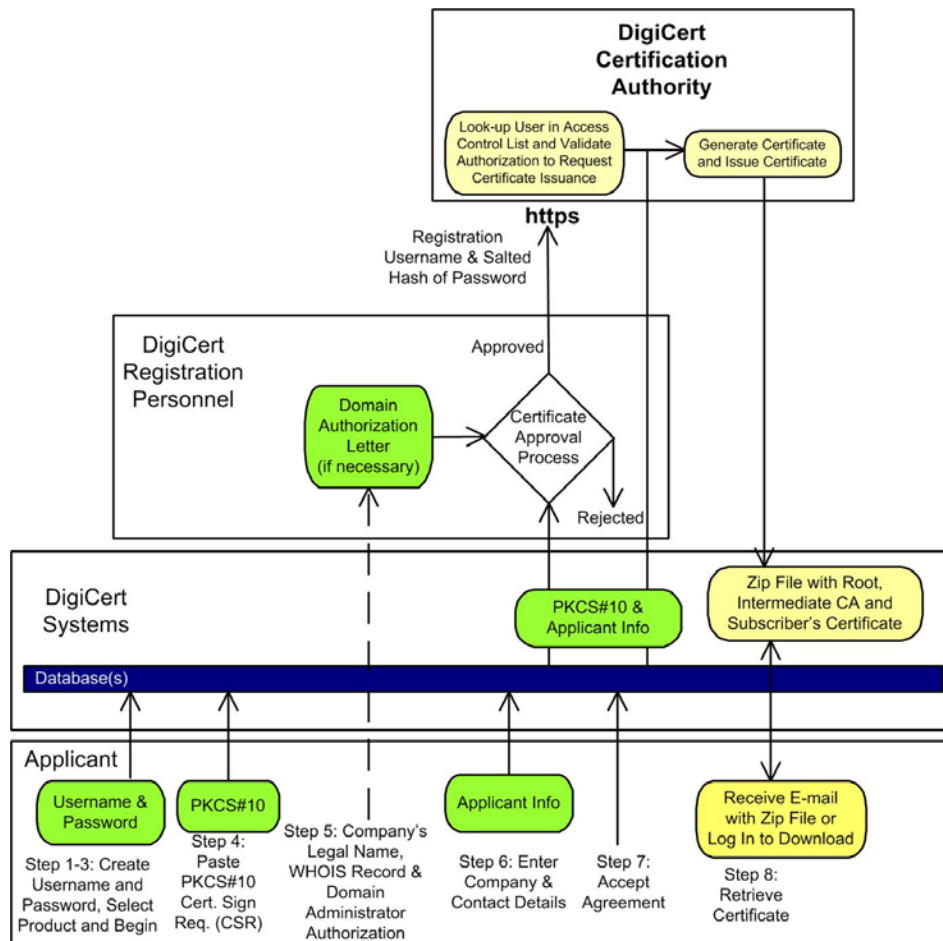 DigiCert
Certification
Authority
Look-up User in Access
Control List and Validate
Authorization to Request
Certificate Issuance
Generate Certificate
and Issue Certificate
https
Registration
Username & Salted
Hash of Password
DigiCert
Registration
Personnel
Approved
Domain
Authorization
Letter
(if necessary)
Certificate
Approval
Process
Rejected
DigiCert
Systems
PKCS#10 &
Applicant Info
Zip File with Root,
Intermediate CA and
Subscriber's Certificate
Database(s)
Applicant
Username &
Password
PKCS#10
Applicant Info
Receive E-mail
with Zip File or
Log In to Download
Step 1-3: Create
Username and
Password, Select
Product and Begin
Step 4:
Paste
PKCS#10
Cert. Sign
Req. (CSR)
Step 5: Company's
Legal Name,
WHOIS Record &
Domain
Administrator
Authorization
Step 6: Enter
Company &
Contact Details
Step 7:
Accept
Agreement
Step 8:
Retrieve
Certificate